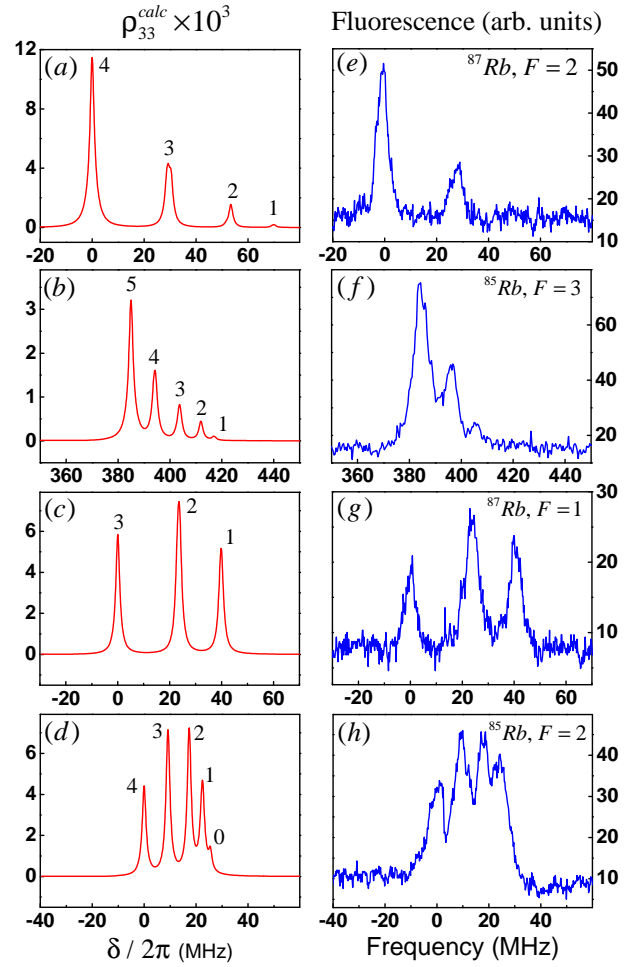 ρ₃₃ᶜᵃˡᶜ ×10³ Fluorescence (arb. units)
(a) 4 3 2 1
12
8
4
0
-20 0 20 40 60
(e) ⁸⁷Rb, F = 2
50
40
30
20
10
-20 0 20 40 60 80
(b) 5 4 3 2 1
3
2
1
0
360 390 420 450
(f) ⁸⁵Rb, F = 3
60
40
20
360 380 400 420 440
(c) 3 2 1
6
4
2
0
-20 0 20 40 60
(g) ⁸⁷Rb, F = 1
30
20
10
-20 0 20 40 60
(d) 4 3 2 1 0
6
4
2
0
-40 -20 0 20 40 60
(h) ⁸⁵Rb, F = 2
40
30
20
10
-40 -20 0 20 40 60
δ / 2π (MHz) Frequency (MHz)